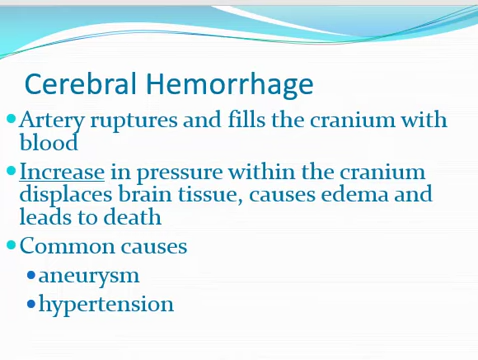 Cerebral Hemorrhage
•Artery ruptures and fills the cranium with
blood
•Increase in pressure within the cranium
displaces brain tissue, causes edema and
leads to death
•Common causes
•aneurysm
•hypertension